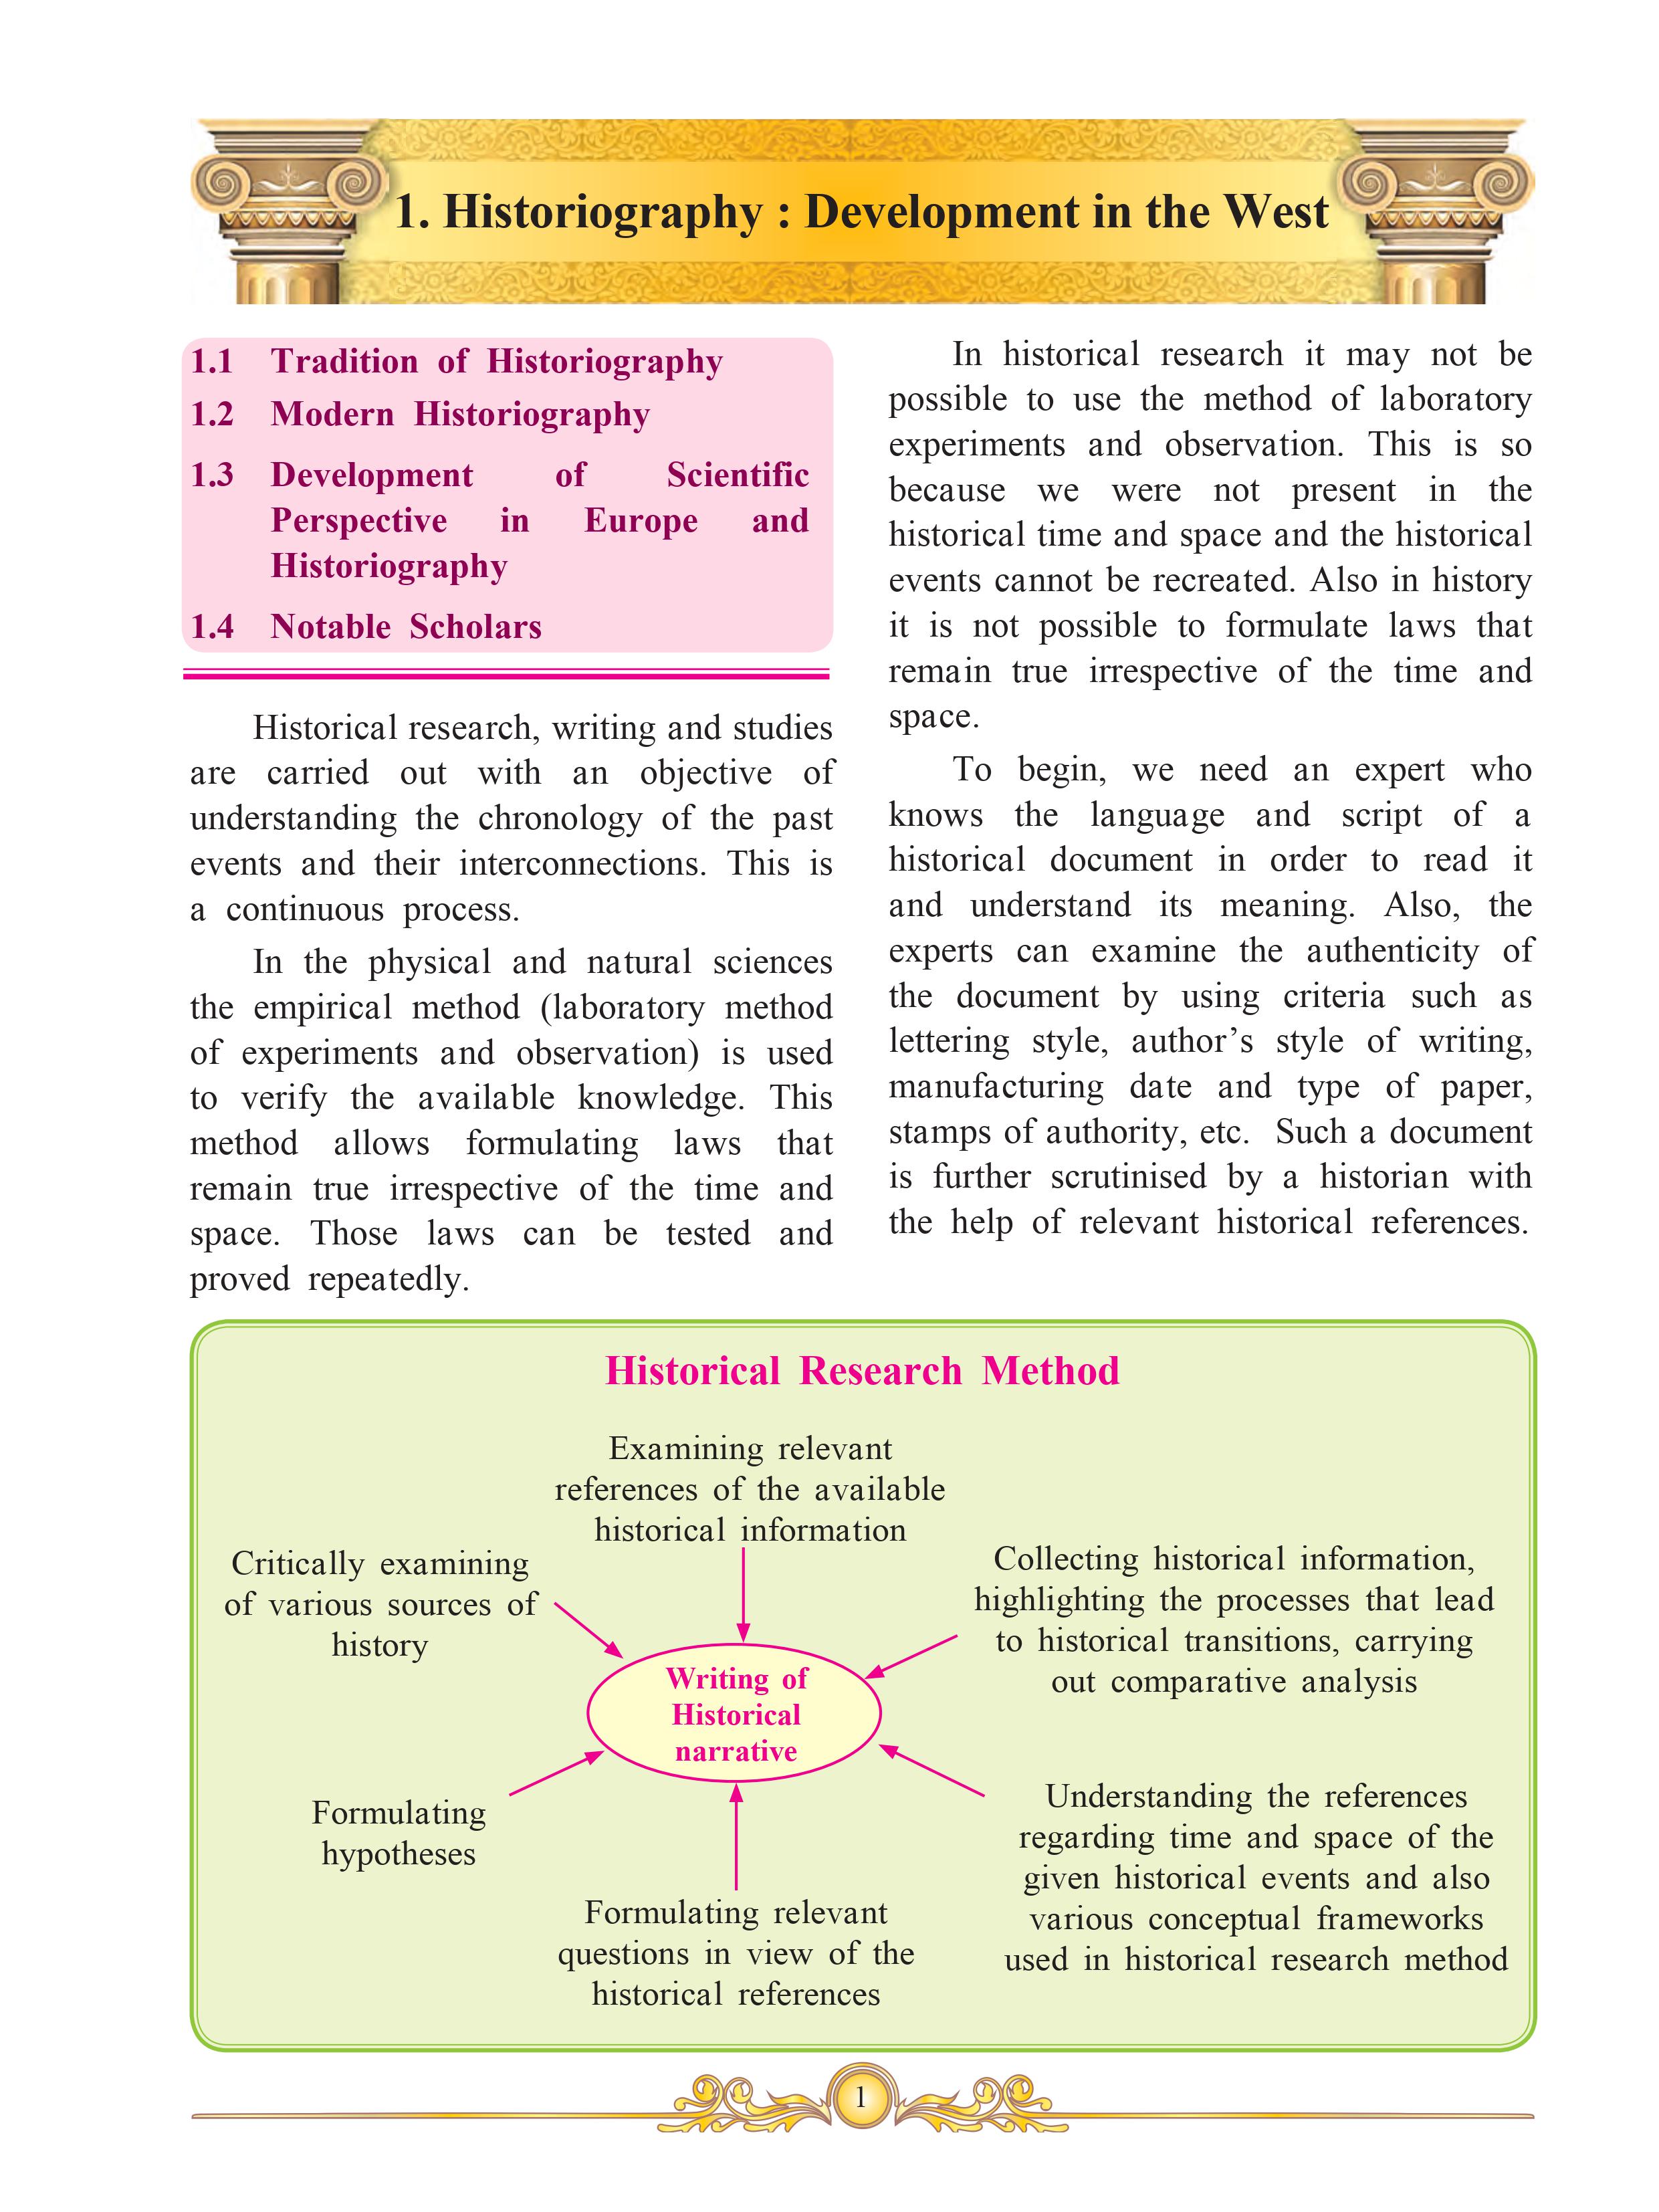 1. Historiography : Development in the West
1.1 Tradition of Historiography
1.2 Modern Historiography
1.3 Development of Scientific
Perspective in Europe and
Historiography
1.4 Notable Scholars
Historical research, writing and studies
are carried out with an objective of
understanding the chronology of the past
events and their interconnections. This is
a continuous process.
In the physical and natural sciences
the empirical method (laboratory method
of experiments and observation) is used
to verify the available knowledge. This
method allows formulating laws that
remain true irrespective of the time and
space. Those laws can be tested and
proved repeatedly.
In historical research it may not be
possible to use the method of laboratory
experiments and observation. This is so
because we were not present in the
historical time and space and the historical
events cannot be recreated. Also in history
it is not possible to formulate laws that
remain true irrespective of the time and
space.
To begin, we need an expert who
knows the language and script of a
historical document in order to read it
and understand its meaning. Also, the
experts can examine the authenticity of
the document by using criteria such as
lettering style, author’s style of writing,
manufacturing date and type of paper,
stamps of authority, etc. Such a document
is further scrutinised by a historian with
the help of relevant historical references.
Historical Research Method
Examining relevant
references of the available
historical information
Critically examining
of various sources of
history
Collecting historical information,
highlighting the processes that lead
to historical transitions, carrying
out comparative analysis
Writing of
Historical
narrative
Formulating
hypotheses
Understanding the references
regarding time and space of the
given historical events and also
various conceptual frameworks
used in historical research method
Formulating relevant
questions in view of the
historical references
1